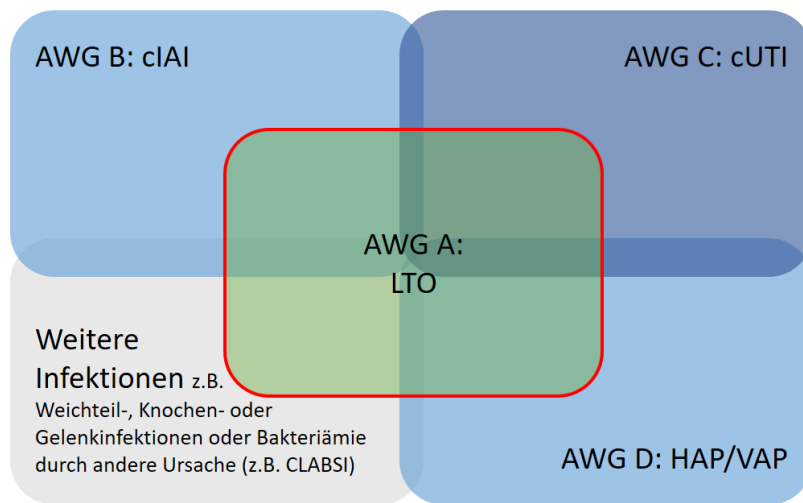 AWG B: cIAI
AWG C: cUTI
AWG A:
LTO
Weitere
Infektionen z.B.
Weichteil-, Knochen- oder
Gelenkinfektionen oder Bakteriämie
durch andere Ursache (z.B. CLABSI)
AWG D: HAP/VAP